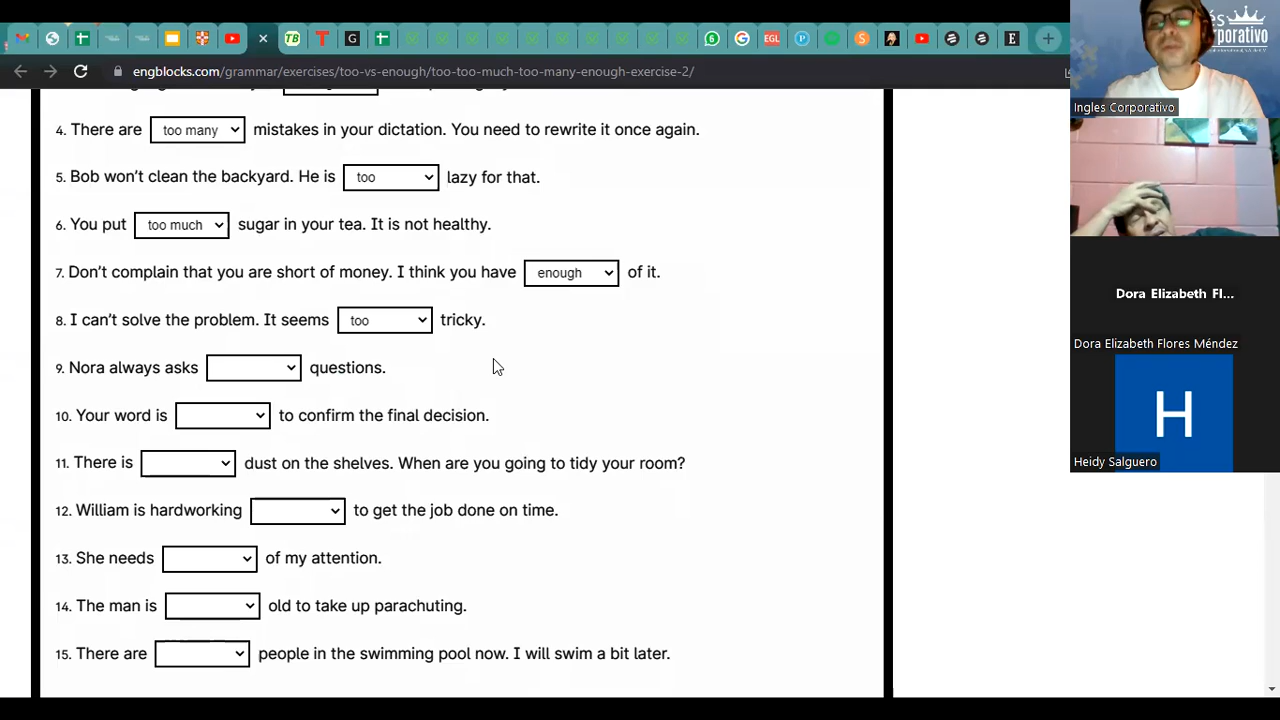 engblocks.com/grammar/exercises/too-vs-enough/too-too-much-too-many-enough-exercise-2/
4. There are too many mistakes in your dictation. You need to rewrite it once again.
5. Bob won't clean the backyard. He is too lazy for that.
6. You put too much sugar in your tea. It is not healthy.
7. Don't complain that you are short of money. I think you have enough of it.
8. I can't solve the problem. It seems too tricky.
9. Nora always asks questions.
10. Your word is to confirm the final decision.
11. There is dust on the shelves. When are you going to tidy your room?
12. William is hardworking to get the job done on time.
13. She needs of my attention.
14. The man is old to take up parachuting.
15. There are people in the swimming pool now. I will swim a bit later.
Ingles Corporativo
Dora Elizabeth Fl...
Dora Elizabeth Flores Méndez
H
Heidy Salguero